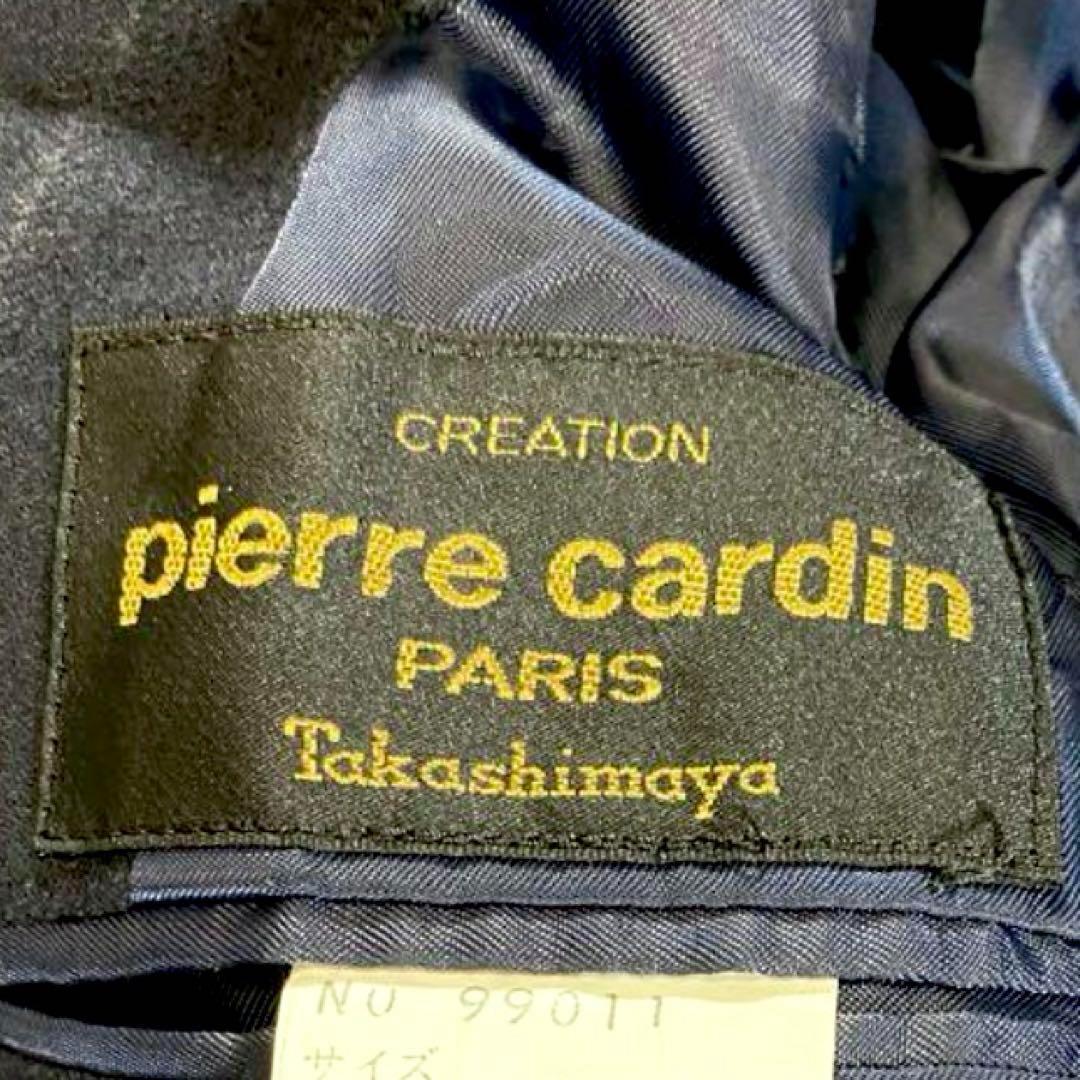 CREATION
pierre cardin
PARIS
Takashimaya
NO 99011
サイズ